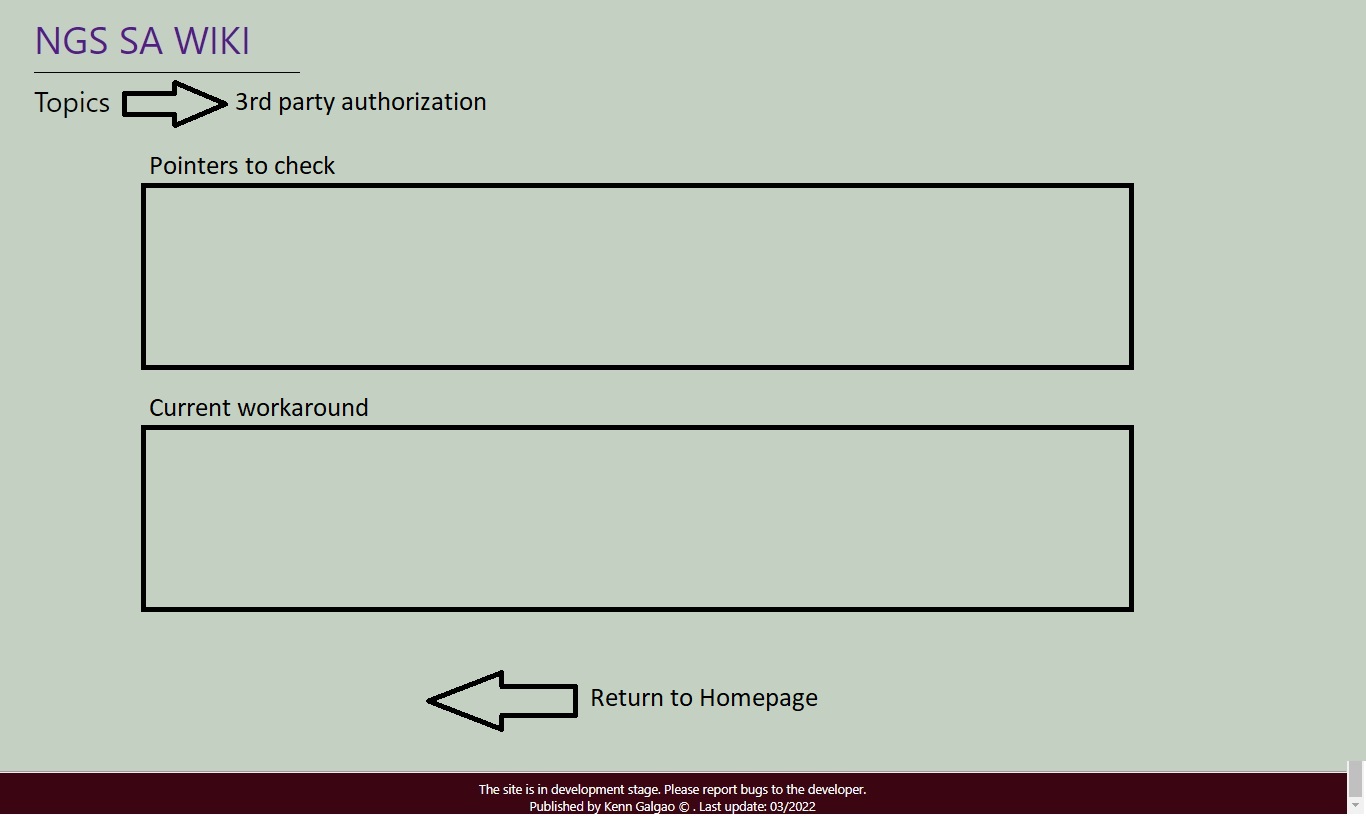 NGS SA WIKI
Topics 3rd party authorization
Pointers to check
Current workaround
Return to Homepage
The site is in development stage. Please report bugs to the developer.
Published by Kenn Galgao © . Last update: 03/2022